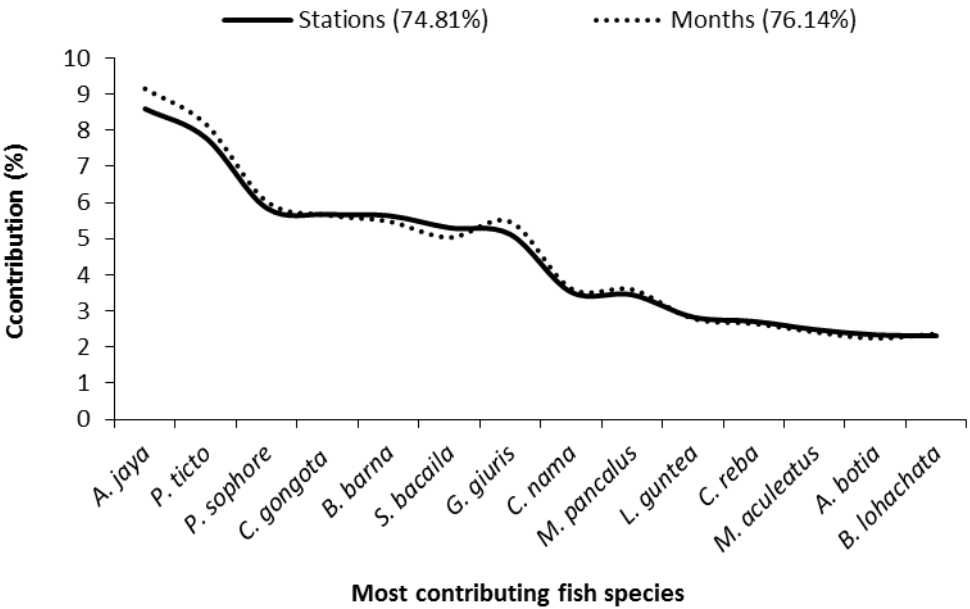 Stations (74.81%)
Months (76.14%)
Ccontribution (%)
10
9
8
7
6
5
4
3
2
1
0
A. jaya
P. ticto
P. sophore
C. gongota
B. barna
S. bacaila
G. giuris
C. nama
M. pancalus
L. guntea
C. reba
M. aculeatus
A. botia
B. lohachata
Most contributing fish species